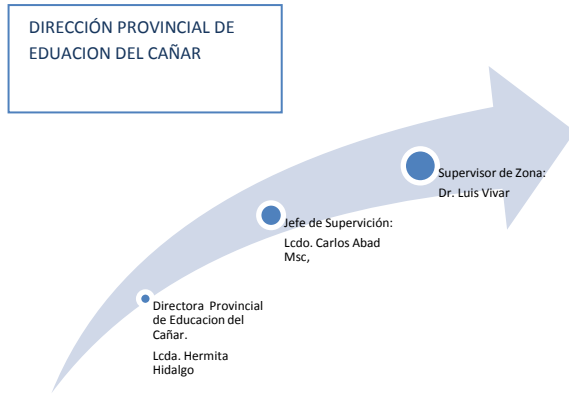 DIRECCIÓN PROVINCIAL DE
EDUACION DEL CAÑAR
Supervisor de Zona:
Dr. Luis Vivar
Jefe de Supervición:
Lcdo. Carlos Abad
Msc,
Directora Provincial
de Educacion del
Cañar.
Lcda. Hermita
Hidalgo